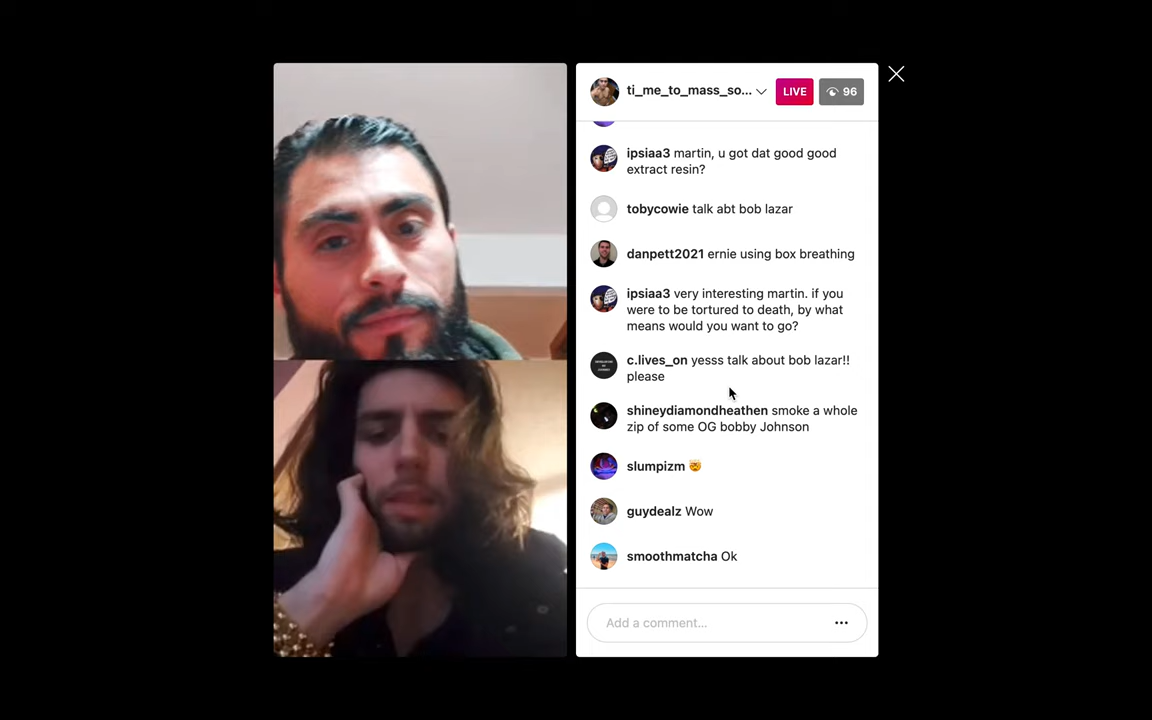 ti_me_to_mass_so...
LIVE
96
ipsiaa3 martin, u got dat good good
extract resin?
tobycowie talk abt bob lazar
danpett2021 ernie using box breathing
ipsiaa3 very interesting martin. if you
were to be tortured to death, by what
means would you want to go?
c.lives_on yesss talk about bob lazar!!
please
shineydiamondheathen smoke a whole
zip of some OG bobby Johnson
slumpizm 🤯
guydealz Wow
smoothmatcha Ok
Add a comment...